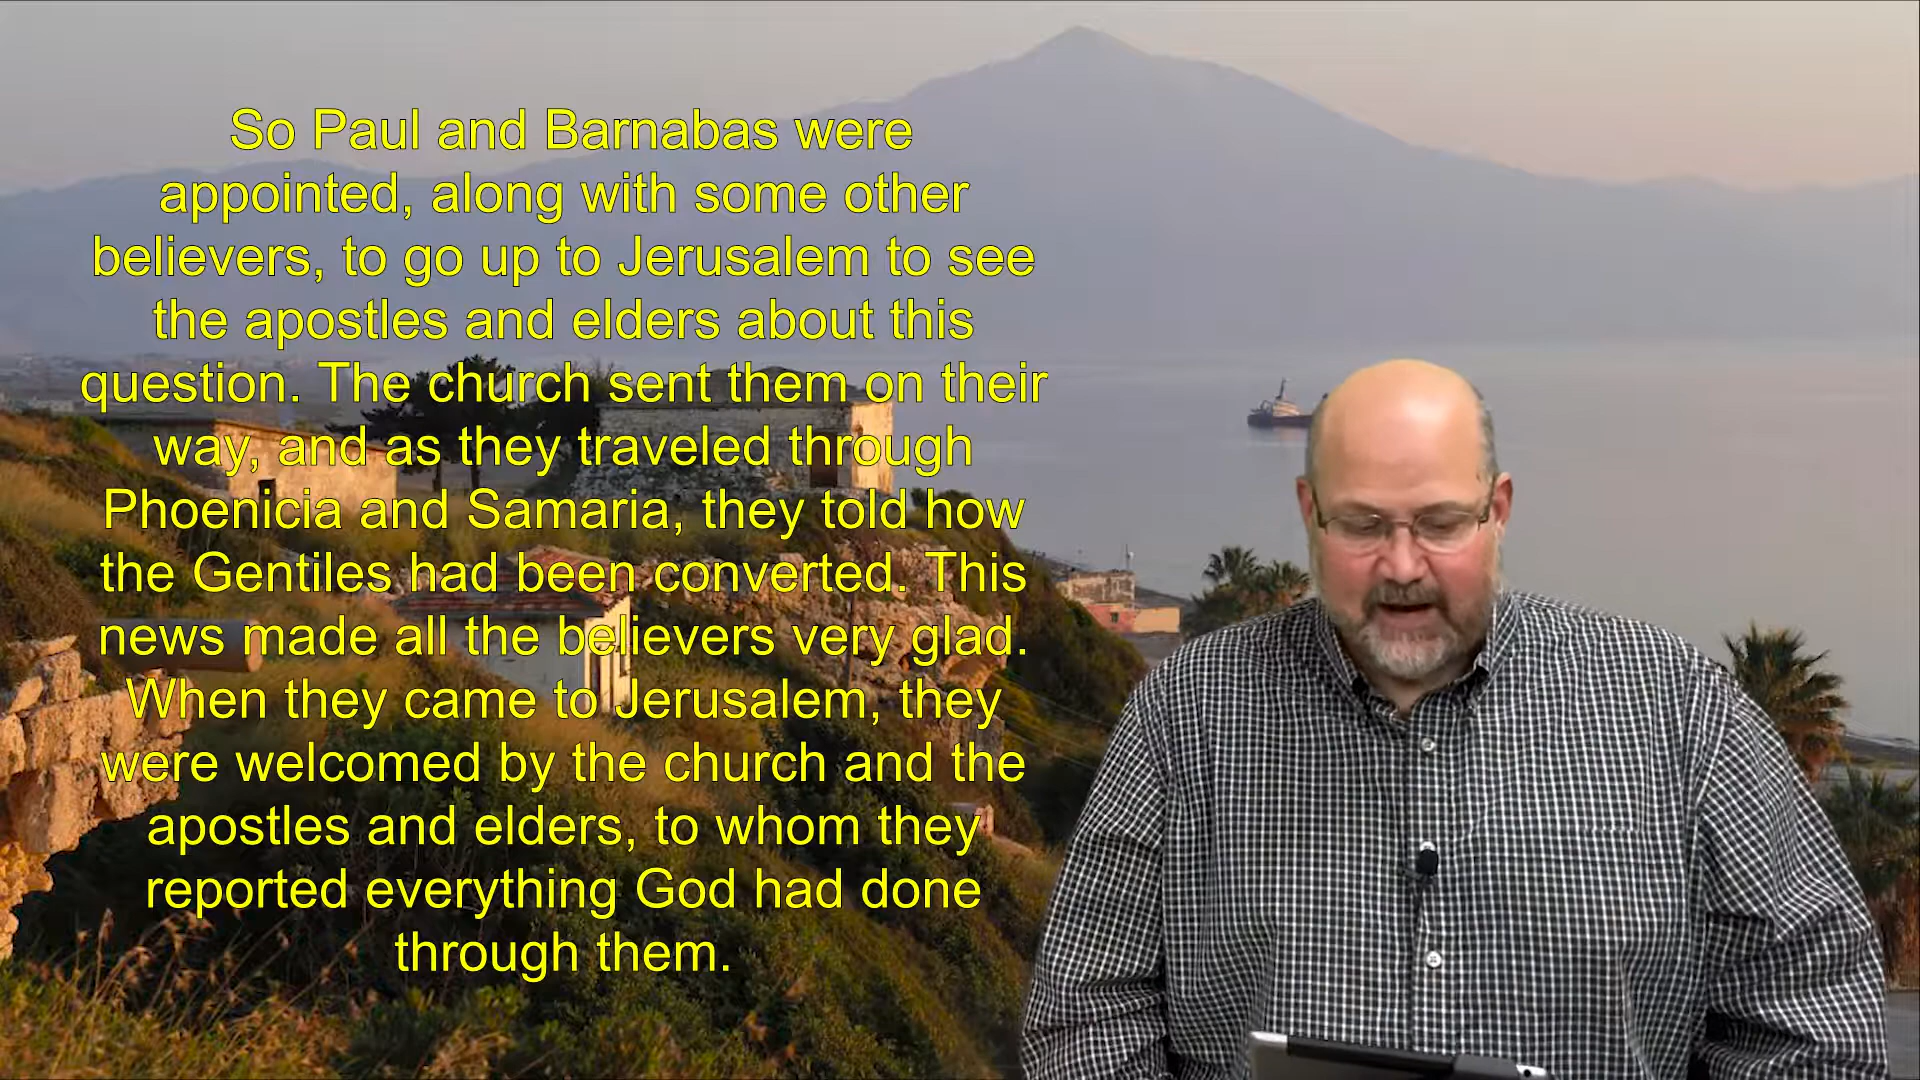 So Paul and Barnabas were
appointed, along with some other
believers, to go up to Jerusalem to see
the apostles and elders about this
question. The church sent them on their
way, and as they traveled through
Phoenicia and Samaria, they told how
the Gentiles had been converted. This
news made all the believers very glad.
When they came to Jerusalem, they
were welcomed by the church and the
apostles and elders, to whom they
reported everything God had done
through them.